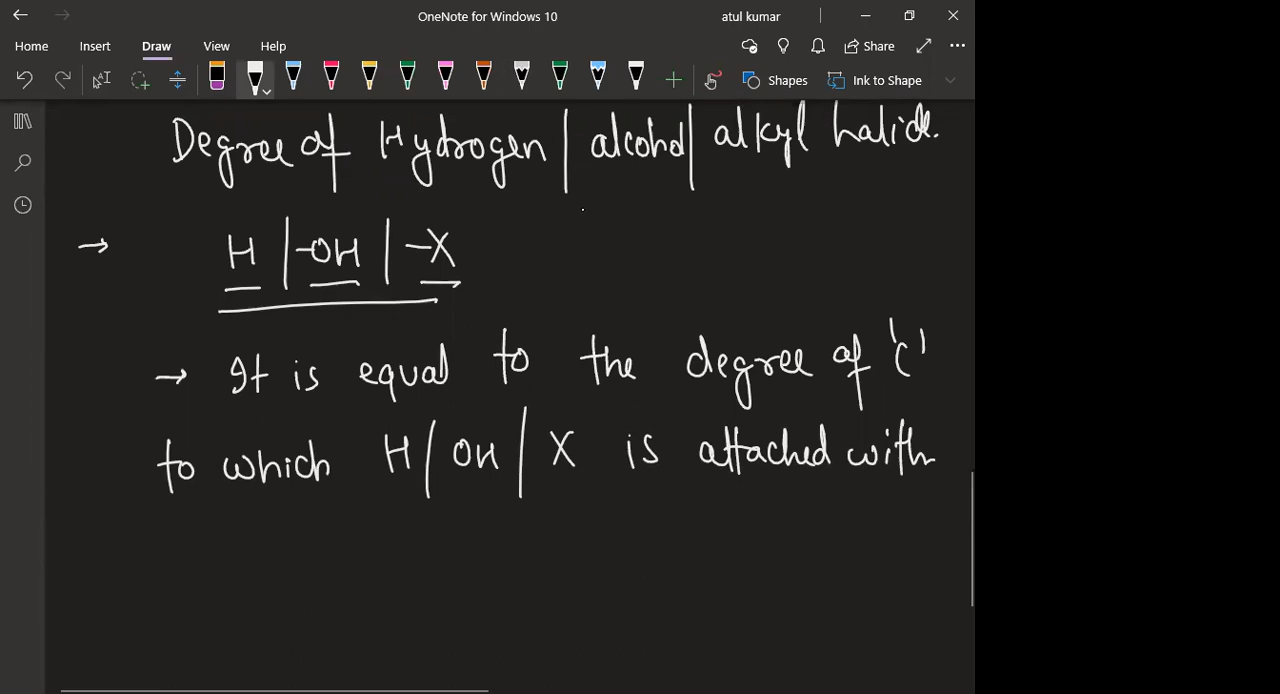 OneNote for Windows 10
atul kumar
Home Insert Draw View Help
Share
Shapes
Ink to Shape
Degree of Hydrogen | alcohol | alkyl halide.
→ H | -OH | -X
→ It is equal to the degree of 'C'
to which H / OH / X is attached with